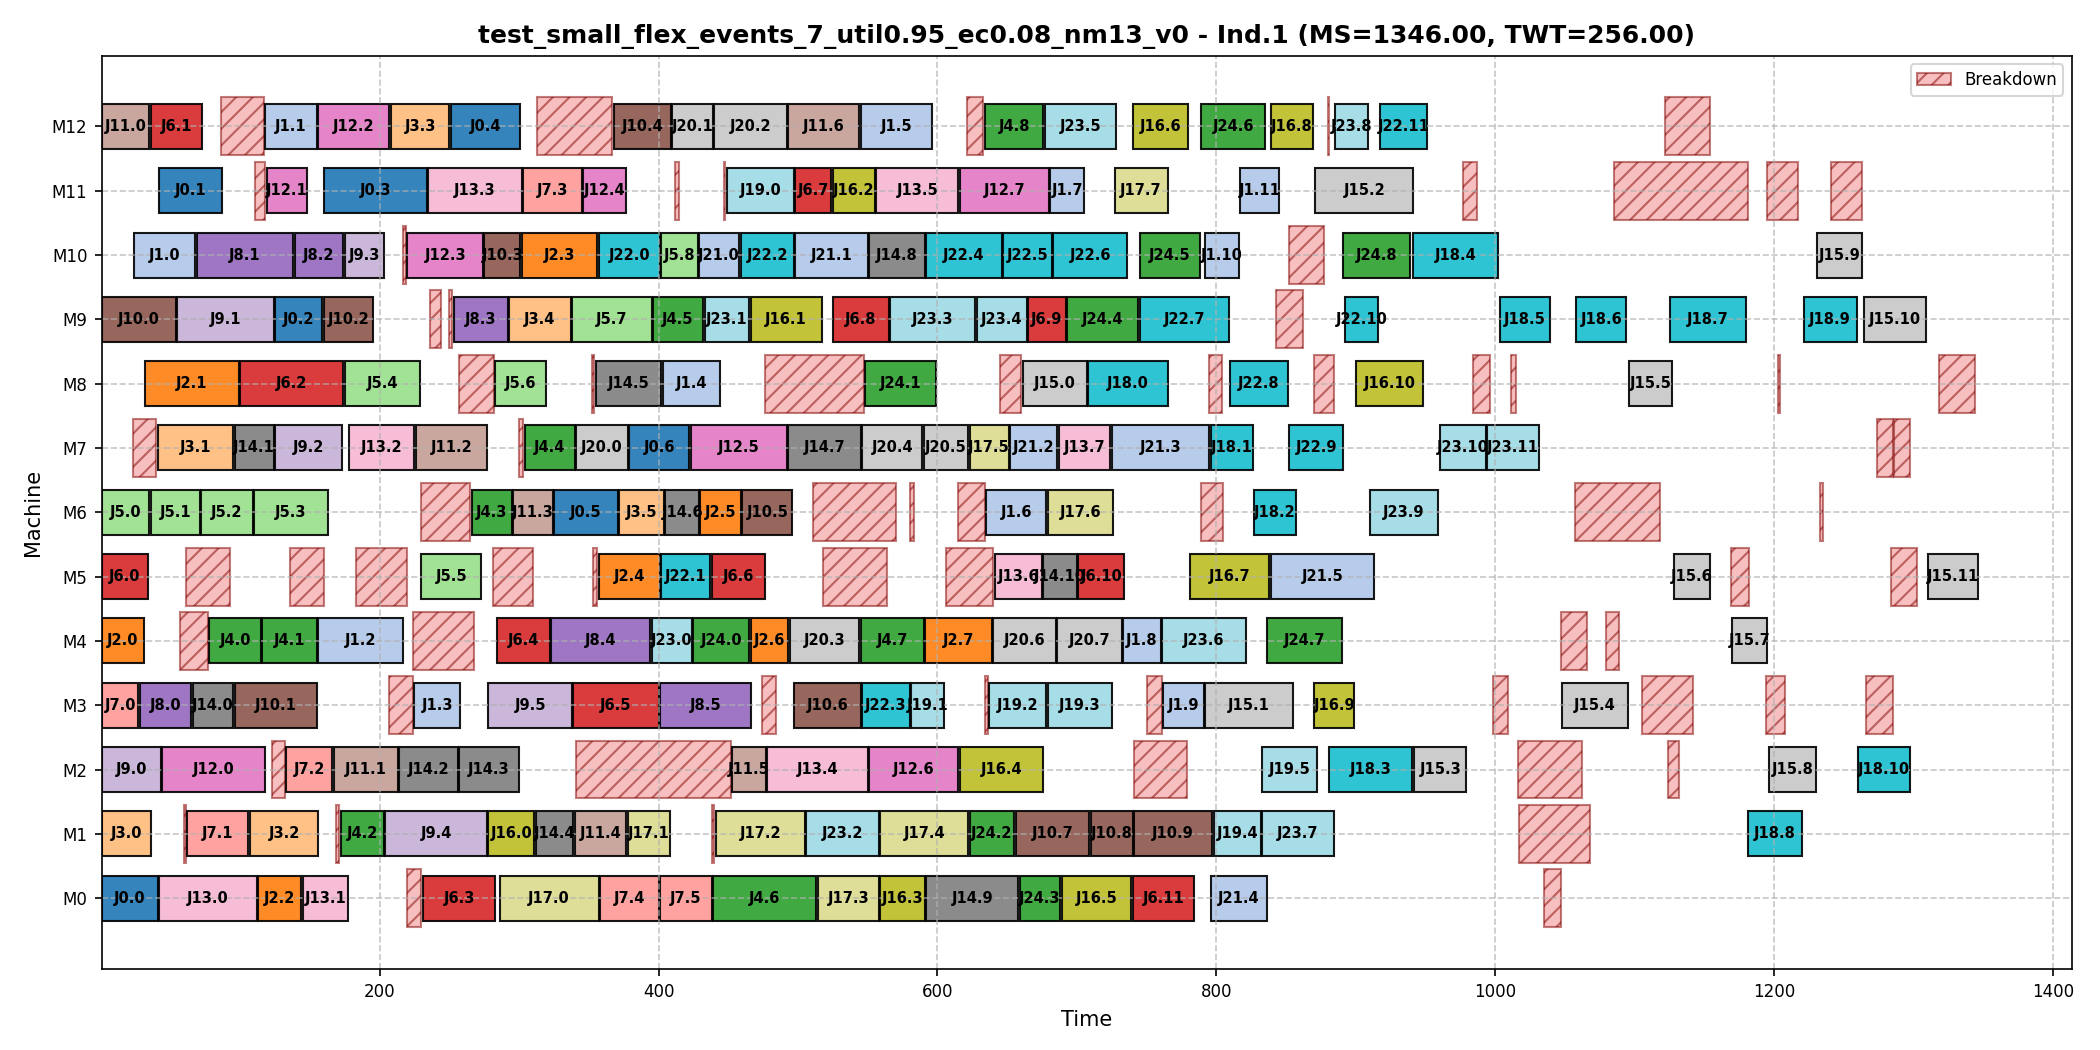 test_small_flex_events_7_util0.95_ec0.08_nm13_v0 - Ind.1 (MS=1346.00, TWT=256.00)
Breakdown
M12 J11.0 J6.1 J1.1 J12.2 J3.3 J0.4 J10.4 J20.1 J20.2 J11.6 J1.5 J4.8 J23.5 J16.6 J24.6 J16.8 J23.8 J22.11
M11 J0.1 J12.1 J0.3 J13.3 J7.3 J12.4 J19.0 J6.7 J16.2 J13.5 J12.7 J1.7 J17.7 J1.11 J15.2
M10 J1.0 J8.1 J8.2 J9.3 J12.3 J10.3 J2.3 J22.0 J5.8 J21.0 J22.2 J21.1 J14.8 J22.4 J22.5 J22.6 J24.5 J1.10 J24.8 J18.4 J15.9
M9 J10.0 J9.1 J0.2 J10.2 J8.3 J3.4 J5.7 J4.5 J23.1 J16.1 J6.8 J23.3 J23.4 J6.9 J24.4 J22.7 J22.10 J18.5 J18.6 J18.7 J18.9 J15.10
M8 J2.1 J6.2 J5.4 J5.6 J14.5 J1.4 J24.1 J15.0 J18.0 J22.8 J16.10 J15.5
M7 J3.1 J14.1 J9.2 J13.2 J11.2 J4.4 J20.0 J0.6 J12.5 J14.7 J20.4 J20.5 J17.5 J21.2 J13.7 J21.3 J18.1 J22.9 J23.10 J23.11
M6 J5.0 J5.1 J5.2 J5.3 J4.3 J11.3 J0.5 J3.5 J14.6 J2.5 J10.5 J1.6 J17.6 J18.2 J23.9
M5 J6.0 J5.5 J2.4 J22.1 J6.6 J13.6 J14.10 J6.10 J16.7 J21.5 J15.6 J15.11
M4 J2.0 J4.0 J4.1 J1.2 J6.4 J8.4 J23.0 J24.0 J2.6 J20.3 J4.7 J2.7 J20.6 J20.7 J1.8 J23.6 J24.7 J15.7
M3 J7.0 J8.0 J14.0 J10.1 J1.3 J9.5 J6.5 J8.5 J10.6 J22.3 J19.1 J19.2 J19.3 J1.9 J15.1 J16.9 J15.4
M2 J9.0 J12.0 J7.2 J11.1 J14.2 J14.3 J11.5 J13.4 J12.6 J16.4 J19.5 J18.3 J15.3 J15.8 J18.10
M1 J3.0 J7.1 J3.2 J4.2 J9.4 J16.0 J14.4 J11.4 J17.1 J17.2 J23.2 J17.4 J24.2 J10.7 J10.8 J10.9 J19.4 J23.7 J18.8
M0 J0.0 J13.0 J2.2 J13.1 J6.3 J17.0 J7.4 J7.5 J4.6 J17.3 J16.3 J14.9 J24.3 J16.5 J6.11 J21.4
200 400 600 800 1000 1200 1400
Time
Machine